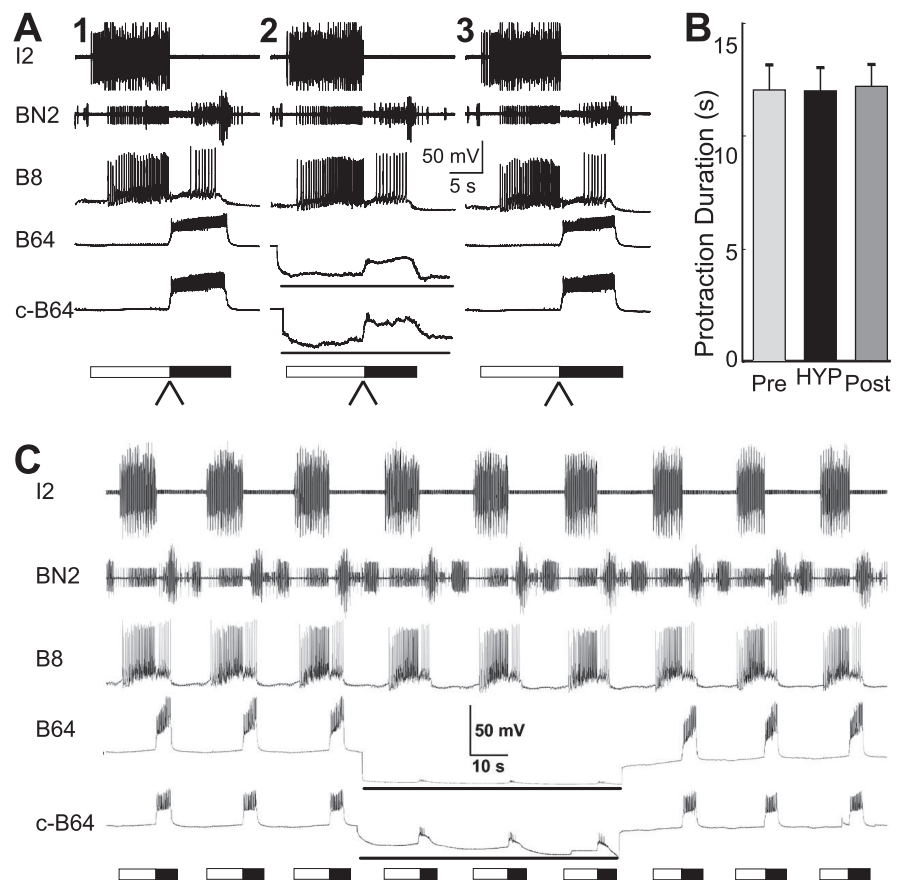 A 1 2 3
I2
BN2
B8
50 mV
5 s
B64
c-B64
B
Protraction Duration (s)
15
10
5
0
Pre HYP Post
C
I2
BN2
B8
B64
50 mV
10 s
c-B64